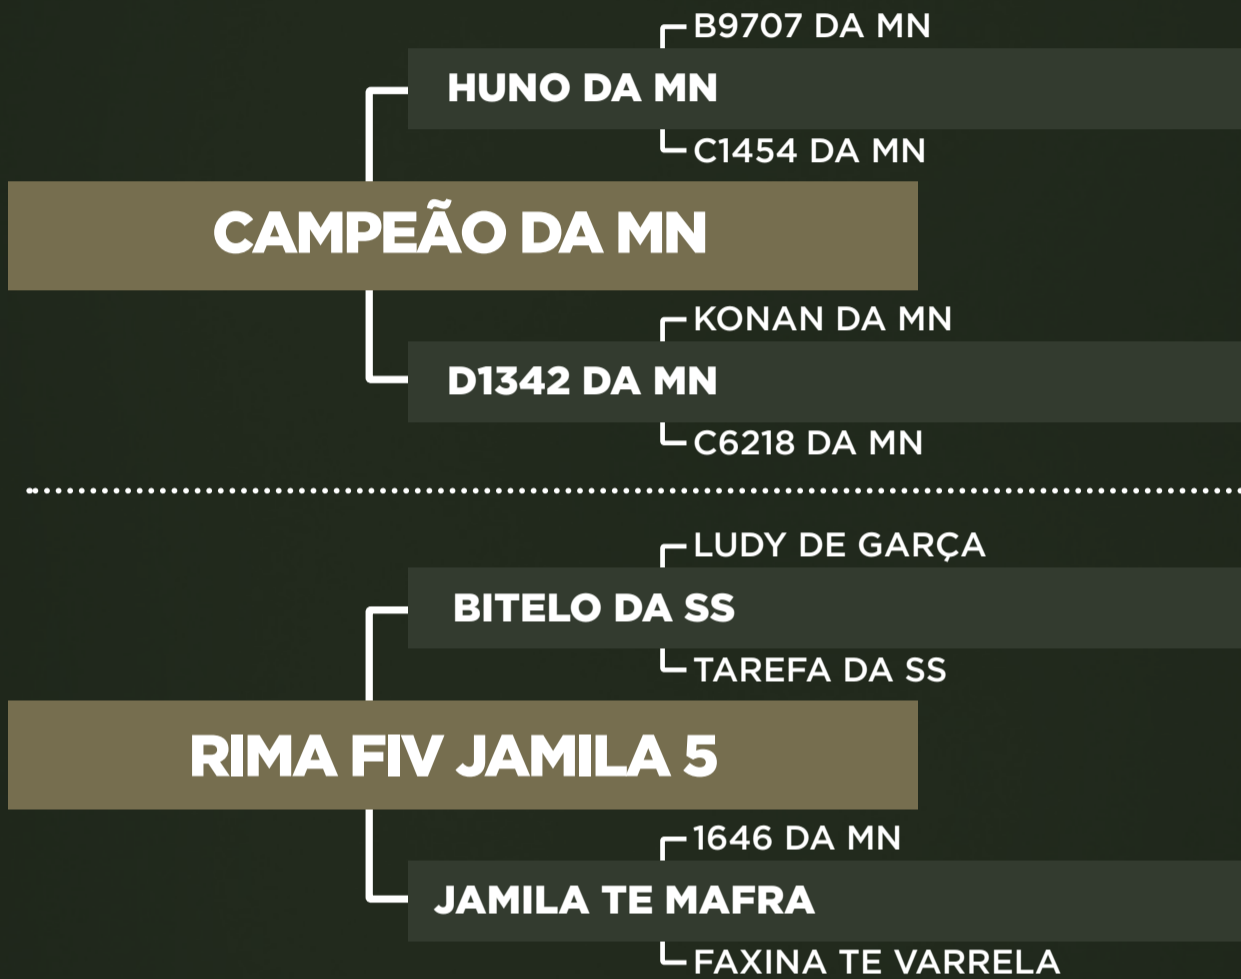 B9707 DA MN
HUNO DA MN
C1454 DA MN
CAMPEÃO DA MN
KONAN DA MN
D1342 DA MN
C6218 DA MN
LUDY DE GARÇA
BITELO DA SS
TAREFA DA SS
RIMA FIV JAMILA 5
1646 DA MN
JAMILA TE MAFRA
FAXINA TE VARRELA